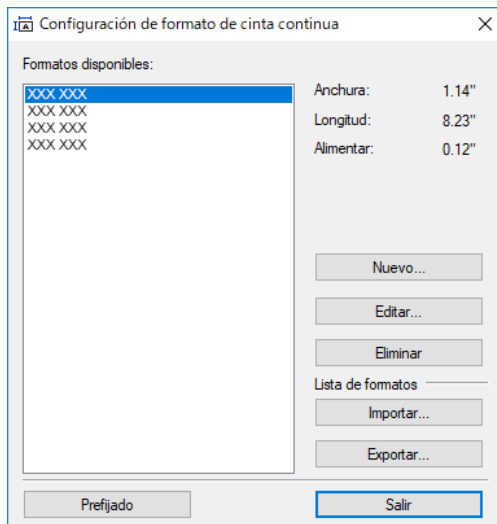 Configuración de formato de cinta continua
Formatos disponibles:
XXX XXX
XXX XXX
XXX XXX
XXX XXX
Anchura: 1.14"
Longitud: 8.23"
Alimentar: 0.12"
Nuevo...
Editar...
Eliminar
Lista de formatos
Importar...
Exportar...
Prefijado
Salir